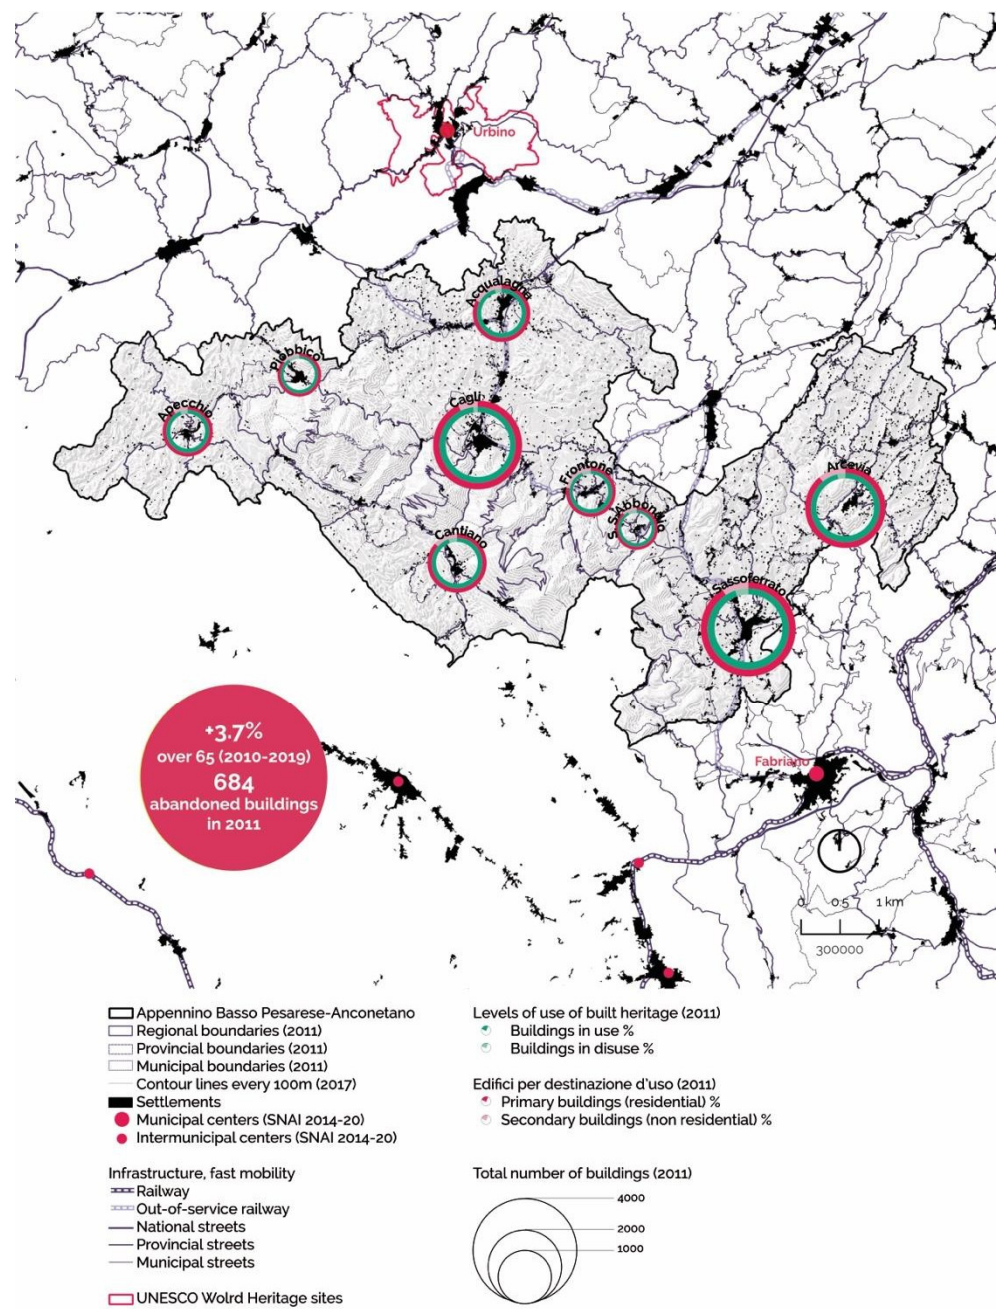 Urbino
Acqualagna
Piobbico
Apecchio
Cagli
Frontone
S. S. Abbondio
Arcevia
Cantiano
Sassoferrato
+3.7%
over 65 (2010-2019)
684
abandoned buildings
in 2011
Fabriano
0 0.5 1 km
300000
Appennino Basso Pesarese-Anconetano
Regional boundaries (2011)
Provincial boundaries (2011)
Municipal boundaries (2011)
Contour lines every 100m (2017)
Settlements
Municipal centers (SNAI 2014-20)
Intermunicipal centers (SNAI 2014-20)
Infrastructure, fast mobility
Railway
Out-of-service railway
National streets
Provincial streets
Municipal streets
UNESCO Wolrd Heritage sites
Levels of use of built heritage (2011)
Buildings in use %
Buildings in disuse %
Edifici per destinazione d'uso (2011)
Primary buildings (residential) %
Secondary buildings (non residential) %
Total number of buildings (2011)
4000
2000
1000